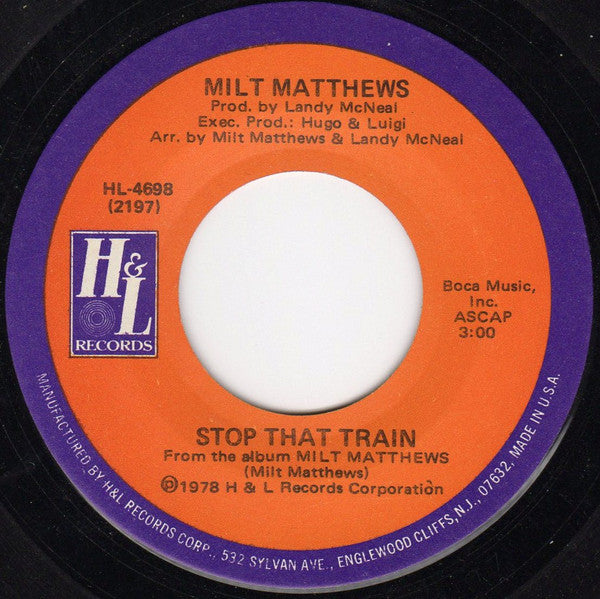 MILT MATTHEWS
Prod. by Landy McNeal
Exec. Prod.: Hugo & Luigi
Arr. by Milt Matthews & Landy McNeal
HL-4698
(2197)
H&L
RECORDS
Boca Music,
Inc.
ASCAP
3:00
STOP THAT TRAIN
From the album MILT MATTHEWS
(Milt Matthews)
℗1978 H & L Records Corporation
MANUFACTURED BY H&L RECORDS CORP., 532 SYLVAN AVE., ENGLEWOOD CLIFFS, N.J., 07632, MADE IN U.S.A.